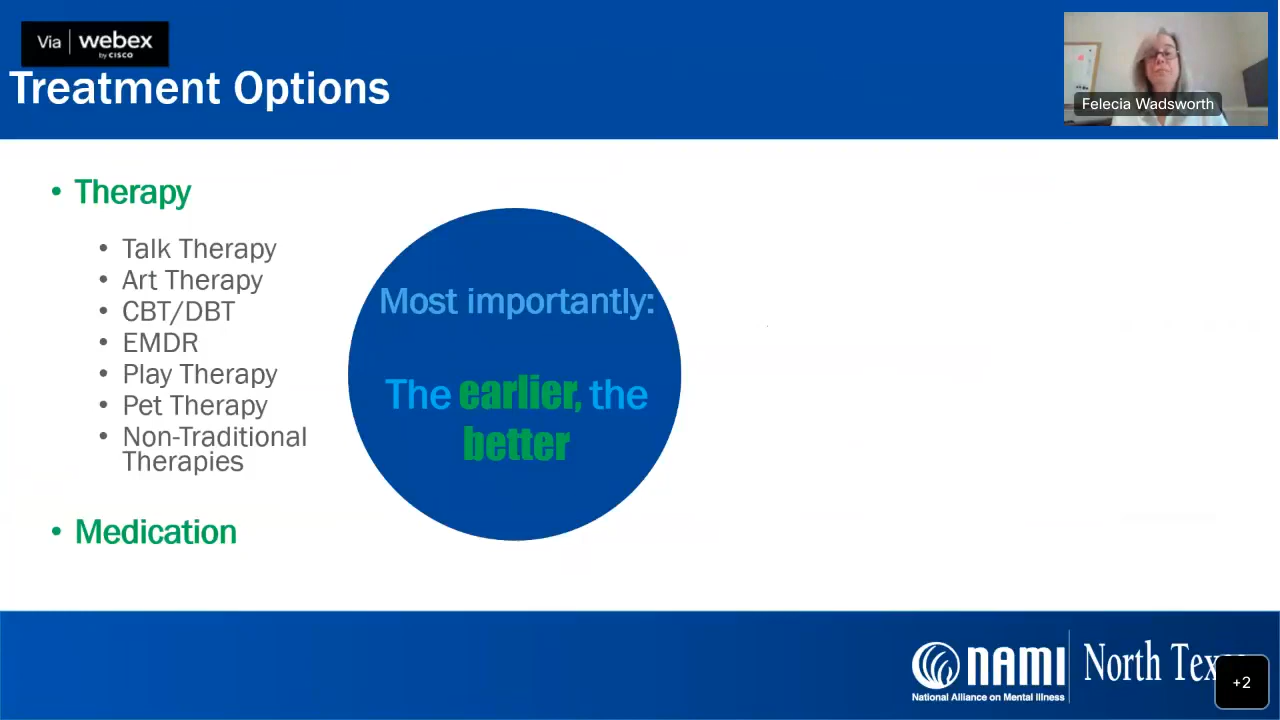 Via webex
by CISCO
Treatment Options
Felecia Wadsworth
• Therapy
• Talk Therapy
• Art Therapy
• CBT/DBT
• EMDR
• Play Therapy
• Pet Therapy
• Non-Traditional
Therapies
• Medication
Most importantly:
The earlier, the
better
nami North
National Alliance on Mental Illness
+2